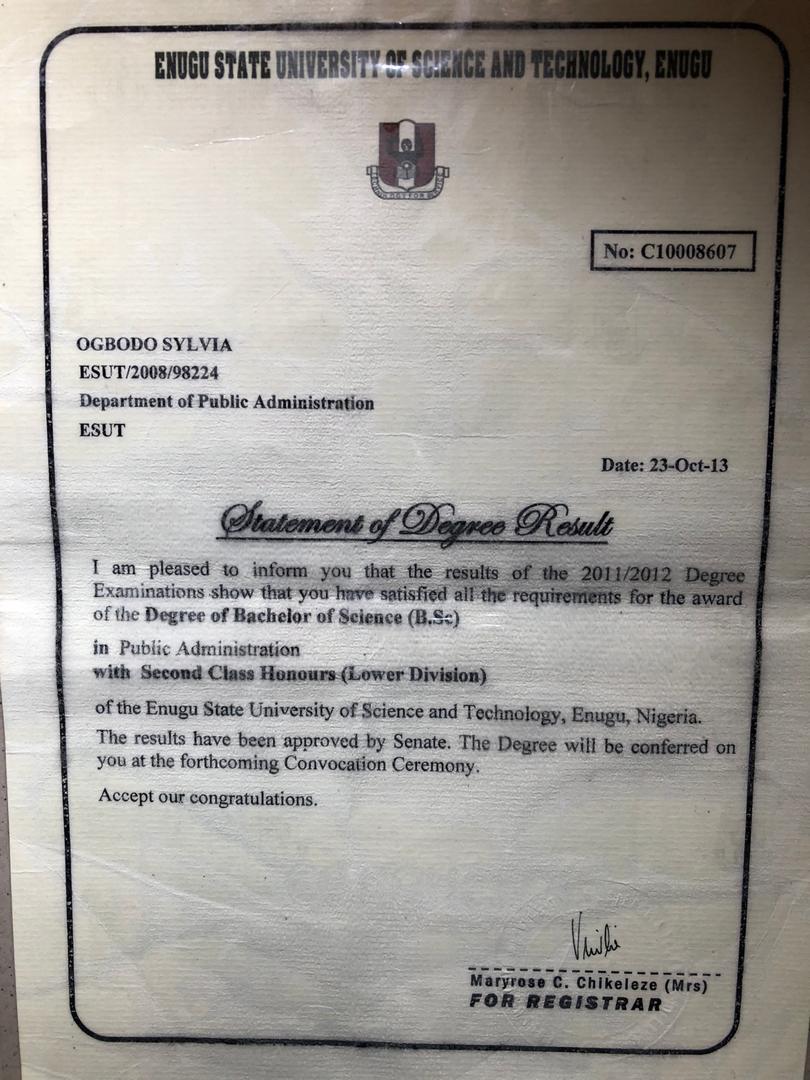 ENUGU STATE UNIVERSITY OF SCIENCE AND TECHNOLOGY, ENUGU
No: C10008607
OGBODO SYLVIA
ESUT/2008/98224
Department of Public Administration
ESUT
Date: 23-Oct-13
Statement of Degree Result
I am pleased to inform you that the results of the 2011/2012 Degree
Examinations show that you have satisfied all the requirements for the award
of the Degree of Bachelor of Science (B.Sc)
in Public Administration
with Second Class Honours (Lower Division)
of the Enugu State University of Science and Technology, Enugu, Nigeria.
The results have been approved by Senate. The Degree will be conferred on
you at the forthcoming Convocation Ceremony.
Accept our congratulations.
Maryrose C. Chikeleze (Mrs)
FOR REGISTRAR